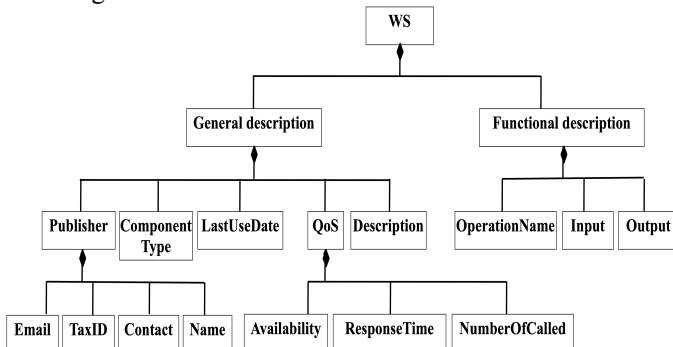 WS
General description
Functional description
Publisher
Component
Type
LastUseDate
QoS
Description
OperationName
Input
Output
Email
TaxID
Contact
Name
Availability
ResponseTime
NumberOfCalled